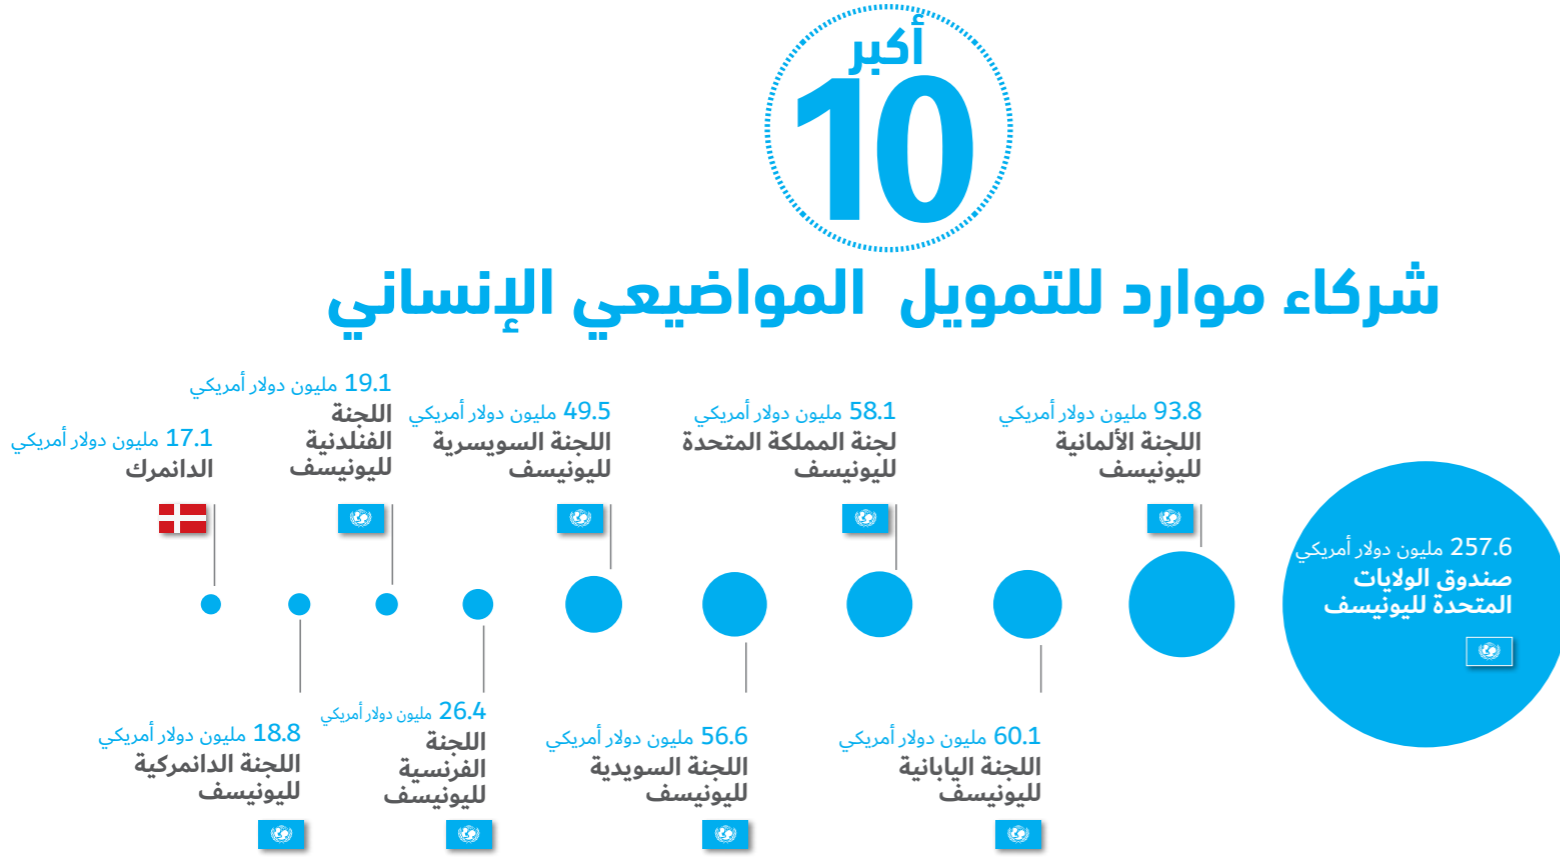 أكبر
10
شركاء موارد للتمويل المواضيعي الإنساني
257.6 مليون دولار أمريكي
صندوق الولايات
المتحدة لليونيسف
93.8 مليون دولار أمريكي
اللجنة الألمانية
لليونيسف
60.1 مليون دولار أمريكي
اللجنة اليابانية
لليونيسف
58.1 مليون دولار أمريكي
لجنة المملكة المتحدة
لليونيسف
56.6 مليون دولار أمريكي
اللجنة السويدية
لليونيسف
49.5 مليون دولار أمريكي
اللجنة السويسرية
لليونيسف
26.4 مليون دولار أمريكي
اللجنة
الفرنسية
لليونيسف
19.1 مليون دولار أمريكي
اللجنة
الفنلدنية
لليونيسف
18.8 مليون دولار أمريكي
اللجنة الدانمركية
لليونيسف
17.1 مليون دولار أمريكي
الدانمرك